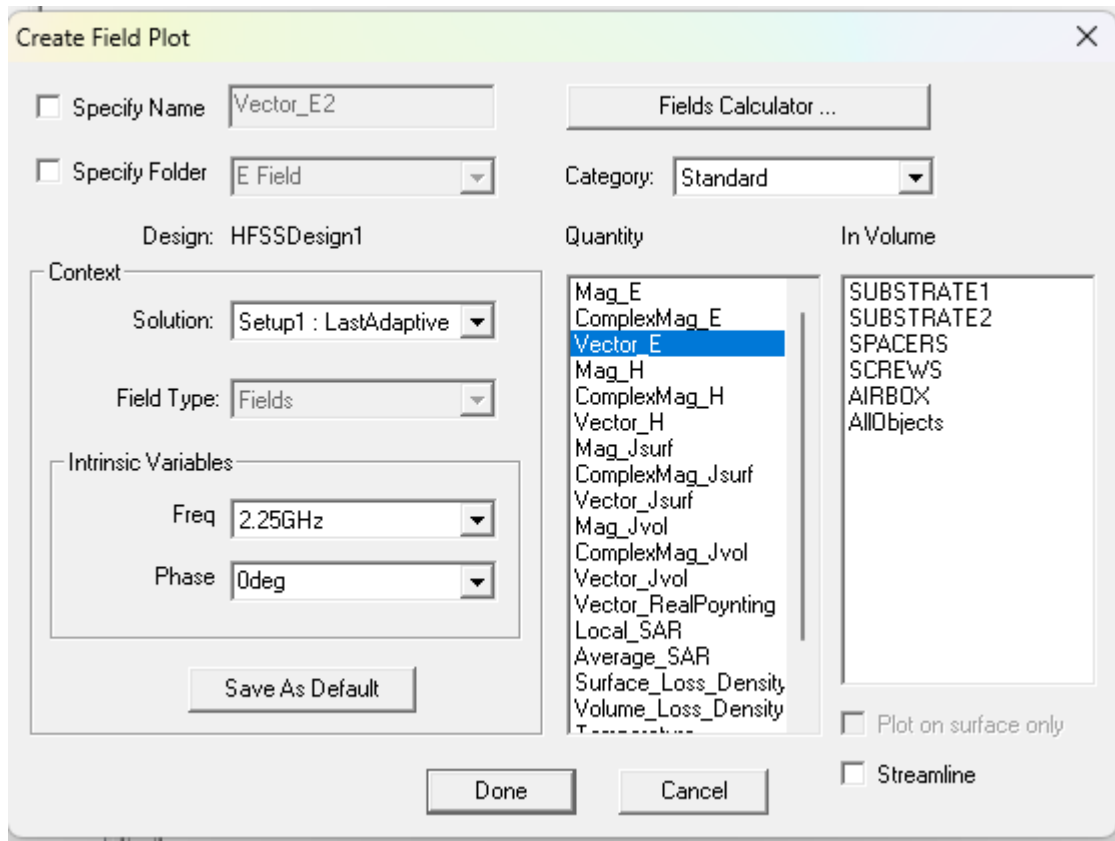 Create Field Plot
Specify Name
Vector_E2
Fields Calculator ...
Specify Folder
E Field
Category:
Standard
Design: HFSSDesign1
Quantity
In Volume
Context
Solution:
Setup1 : LastAdaptive
Field Type:
Fields
Intrinsic Variables
Freq
2.25GHz
Phase
0deg
Save As Default
Mag_E
ComplexMag_E
Vector_E
Mag_H
ComplexMag_H
Vector_H
Mag_Jsurf
ComplexMag_Jsurf
Vector_Jsurf
Mag_Jvol
ComplexMag_Jvol
Vector_Jvol
Vector_RealPoynting
Local_SAR
Average_SAR
Surface_Loss_Density
Volume_Loss_Density
Temperature
SUBSTRATE1
SUBSTRATE2
SPACERS
SCREWS
AIRBOX
AllObjects
Plot on surface only
Streamline
Done
Cancel